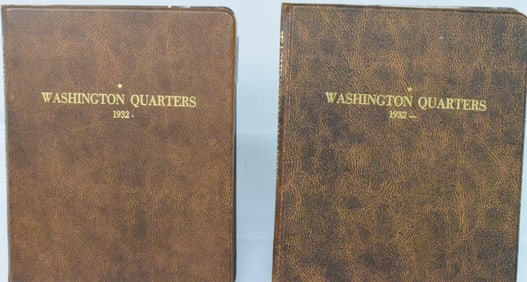 WASHINGTON QUARTERS
1932 -
WASHINGTON QUARTERS
1932 —